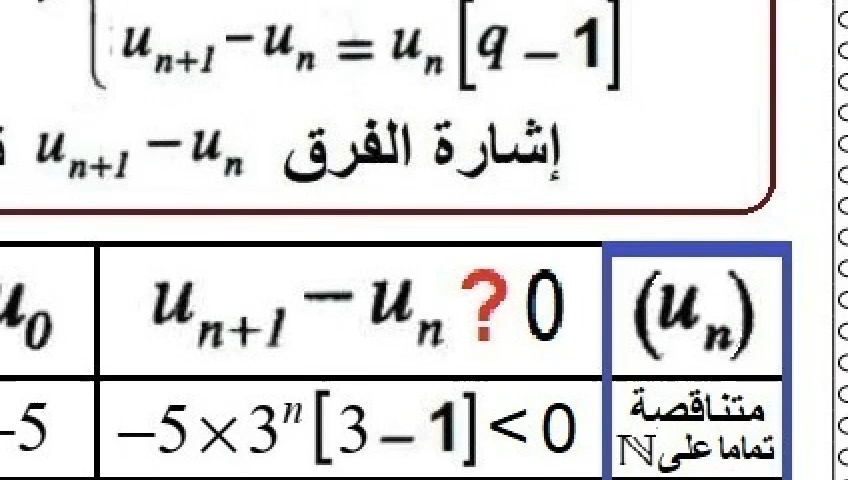 u_{n+1} − u_n = u_n [q − 1]
إشارة الفرق u_{n+1} − u_n
(u_n) u_{n+1} − u_n ? 0 u_0
متناقصة
تماما على ℕ −5×3^n [3 − 1] < 0 −5